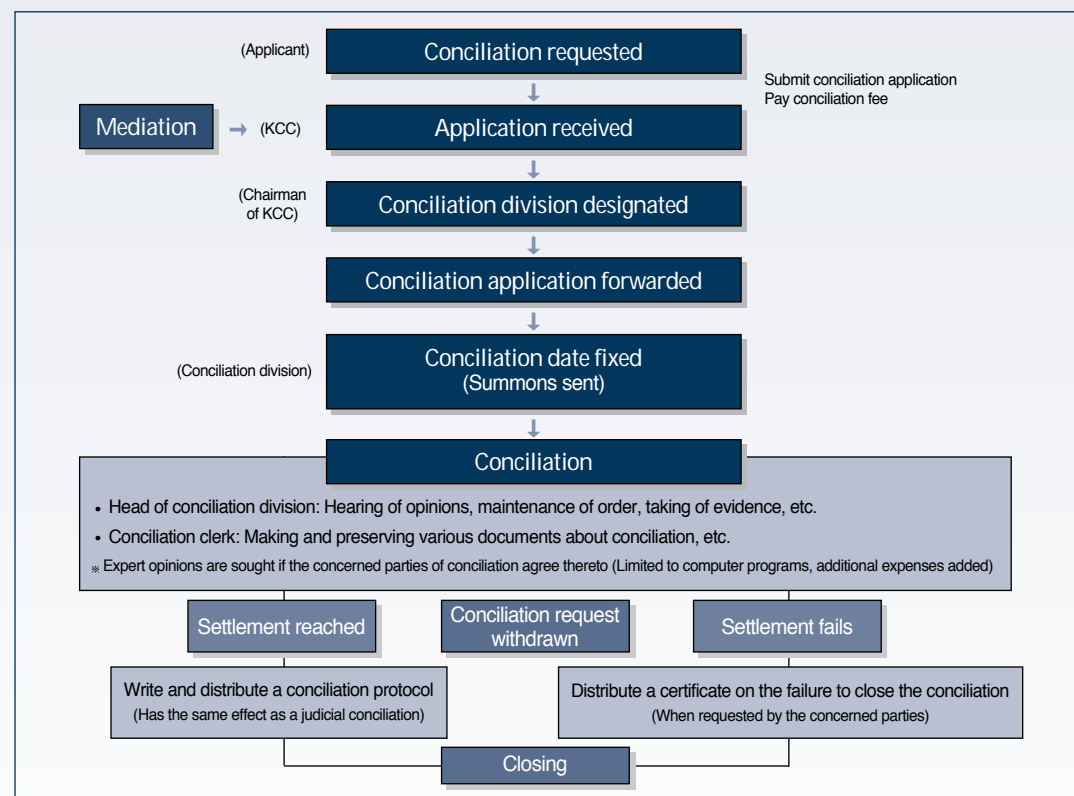 (Applicant)
Conciliation requested
Submit conciliation application
Pay conciliation fee
Mediation
(KCC)
Application received
(Chairman
of KCC)
Conciliation division designated
Conciliation application forwarded
(Conciliation division)
Conciliation date fixed
(Summons sent)
Conciliation
• Head of conciliation division: Hearing of opinions, maintenance of order, taking of evidence, etc.
• Conciliation clerk: Making and preserving various documents about conciliation, etc.
※ Expert opinions are sought if the concerned parties of conciliation agree thereto (Limited to computer programs, additional expenses added)
Settlement reached
Conciliation request
withdrawn
Settlement fails
Write and distribute a conciliation protocol
(Has the same effect as a judicial conciliation)
Distribute a certificate on the failure to close the conciliation
(When requested by the concerned parties)
Closing